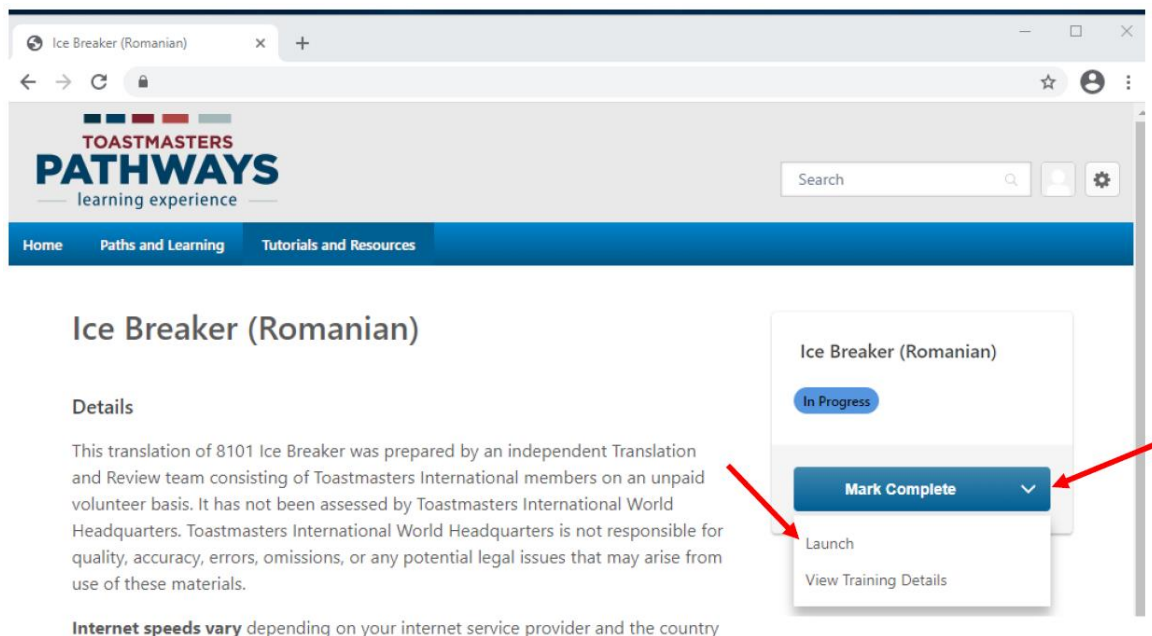 Ice Breaker (Romanian)
TOASTMASTERS
PATHWAYS
learning experience
Search
Home Paths and Learning Tutorials and Resources
Ice Breaker (Romanian)
Details
This translation of 8101 Ice Breaker was prepared by an independent Translation
and Review team consisting of Toastmasters International members on an unpaid
volunteer basis. It has not been assessed by Toastmasters International World
Headquarters. Toastmasters International World Headquarters is not responsible for
quality, accuracy, errors, omissions, or any potential legal issues that may arise from
use of these materials.
Internet speeds vary depending on your internet service provider and the country
Ice Breaker (Romanian)
In Progress
Mark Complete
Launch
View Training Details